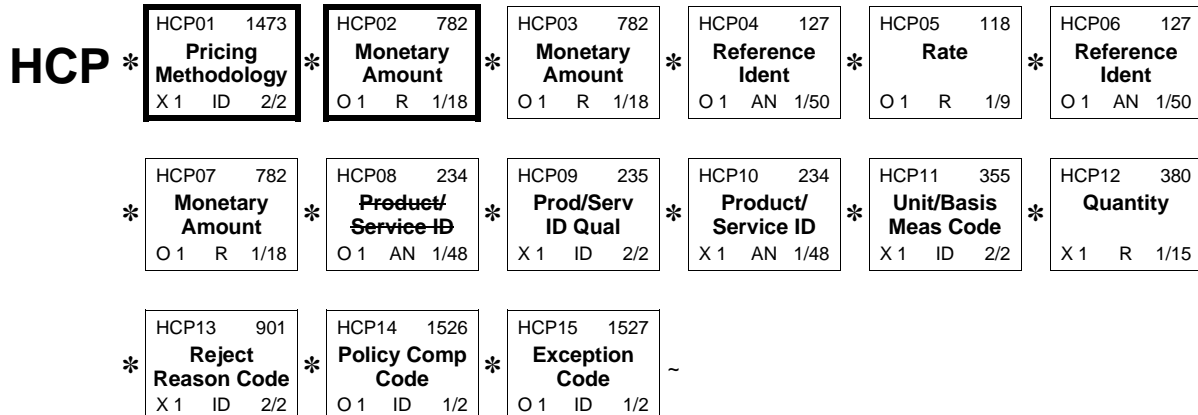 HCP01 1473 HCP02 782 HCP03 782 HCP04 127 HCP05 118 HCP06 127
HCP * Pricing Methodology * Monetary Amount * Monetary Amount * Reference Ident * Rate * Reference Ident
X 1 ID 2/2 O 1 R 1/18 O 1 R 1/18 O 1 AN 1/50 O 1 R 1/9 O 1 AN 1/50
HCP07 782 HCP08 234 HCP09 235 HCP10 234 HCP11 355 HCP12 380
* Monetary Amount * Product/ Service ID * Prod/Serv ID Qual * Product/ Service ID * Unit/Basis Meas Code * Quantity
O 1 R 1/18 O 1 AN 1/48 X 1 ID 2/2 X 1 AN 1/48 X 1 ID 2/2 X 1 R 1/15
HCP13 901 HCP14 1526 HCP15 1527
* Reject Reason Code * Policy Comp Code * Exception Code ~
X 1 ID 2/2 O 1 ID 1/2 O 1 ID 1/2